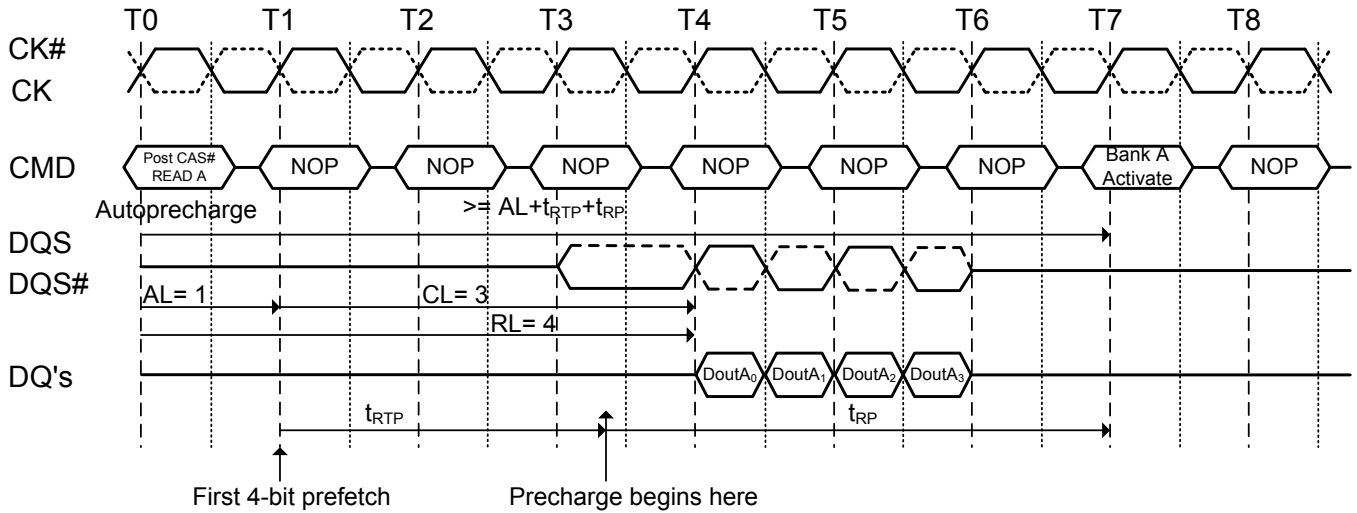 T0 T1 T2 T3 T4 T5 T6 T7 T8
CK#
CK
CMD
Post CAS#
READ A
NOP NOP NOP NOP NOP NOP
Bank A
Activate
NOP
Autoprecharge
>= AL+tRTP+tRP
DQS
DQS#
AL= 1
CL= 3
RL= 4
DQ's
DoutA0 DoutA1 DoutA2 DoutA3
tRTP
tRP
First 4-bit prefetch
Precharge begins here